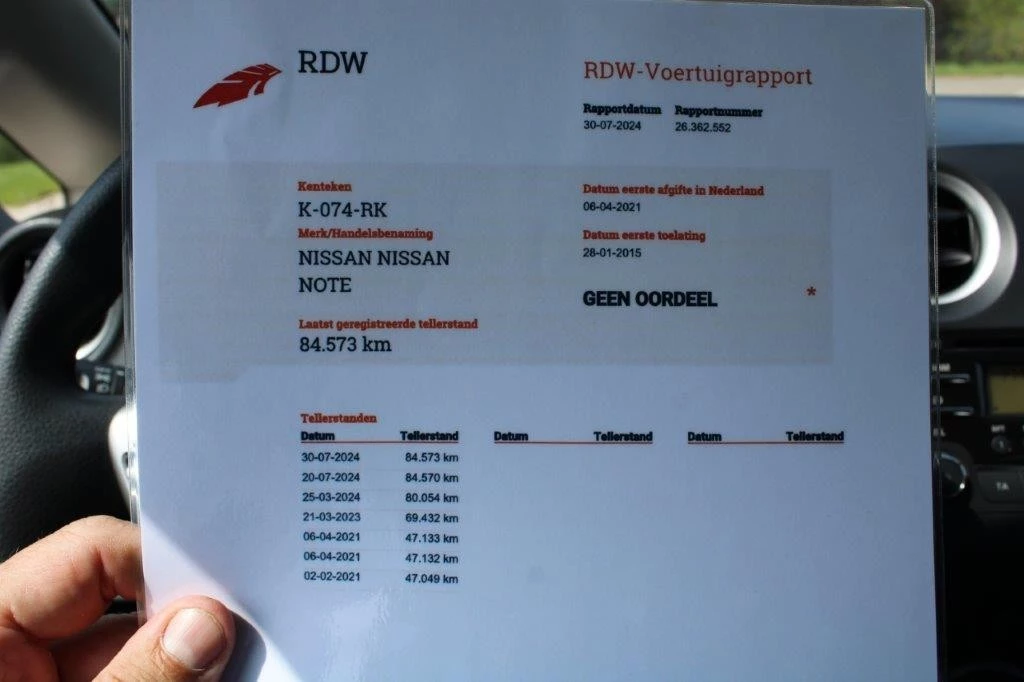 RDW
RDW-Voertuigrapport
Rapportdatum Rapportnummer
30-07-2024 26.362.552
Kenteken
K-074-RK
Merk/Handelsbenaming
NISSAN NISSAN
NOTE
Laatst geregistreerde tellerstand
84.573 km
Datum eerste afgifte in Nederland
06-04-2021
Datum eerste toelating
28-01-2015
GEEN OORDEEL *
Tellerstanden
Datum Tellerstand Datum Tellerstand Datum Tellerstand
30-07-2024 84.573 km
20-07-2024 84.570 km
25-03-2024 80.054 km
21-03-2023 69.432 km
06-04-2021 47.133 km
06-04-2021 47.132 km
02-02-2021 47.049 km
TA